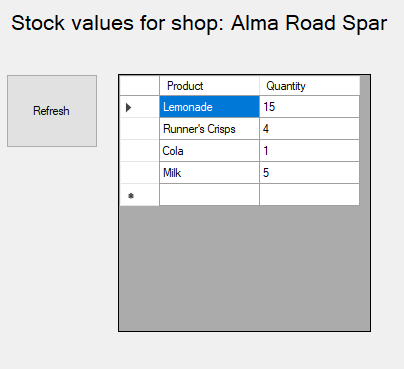 Stock values for shop: Alma Road Spar
Refresh
Product Quantity
Lemonade 15
Runner's Crisps 4
Cola 1
Milk 5